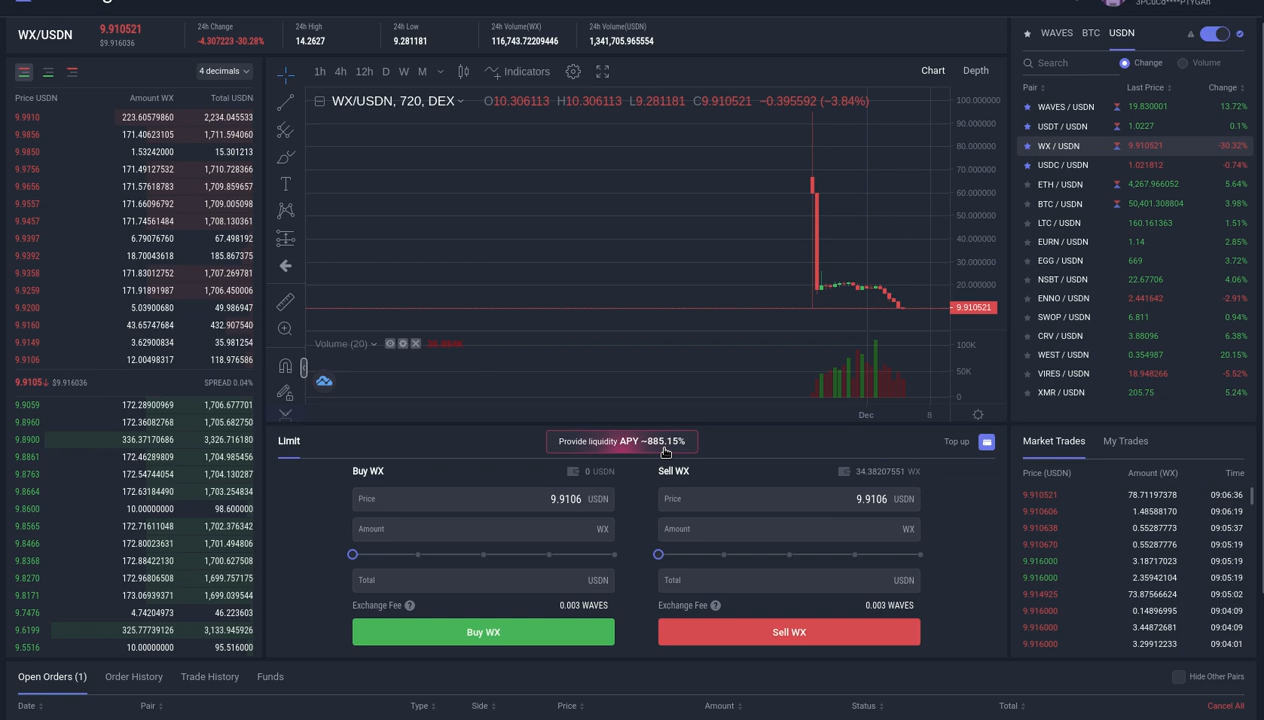 3PCuCd****PTYGAn
WX/USDN
9.910521
$9.916036
24h Change
-4.307223 -30.28%
24h High
14.2627
24h Low
9.281181
24h Volume(WX)
116,743.72209446
24h Volume(USDN)
1,341,705.965554
4 decimals
Price USDN Amount WX Total USDN
9.9910 223.60579860 2,234.045533
9.9856 171.40623105 1,711.594060
9.9850 1.53242000 15.301213
9.9756 171.49127532 1,710.728366
9.9656 171.57618783 1,709.859657
9.9557 171.66096792 1,709.005098
9.9457 171.74561484 1,708.130361
9.9397 6.79076760 67.498192
9.9392 18.70043618 185.867375
9.9358 171.83012752 1,707.269781
9.9259 171.91891987 1,706.450006
9.9200 5.03900680 49.986947
9.9160 43.65747684 432.907540
9.9149 3.62900834 35.981254
9.9106 12.00498317 118.976586
9.9105↓ $9.916036 SPREAD 0.04%
9.9059 172.28900969 1,706.677701
9.8960 172.36082768 1,705.682750
9.8900 336.37170686 3,326.716180
9.8861 172.46289809 1,704.985456
9.8763 172.54744054 1,704.130287
9.8664 172.63184490 1,703.254834
9.8600 10.00000000 98.600000
9.8565 172.71611048 1,702.376342
9.8466 172.80023631 1,701.494806
9.8368 172.88422130 1,700.627508
9.8270 172.96806508 1,699.757175
9.8171 173.06939371 1,699.039544
9.7476 4.74204973 46.223603
9.6199 325.77739126 3,133.945926
9.5516 10.00000000 95.516000
1h 4h 12h D W M Indicators Chart Depth
WX/USDN, 720, DEX O10.306113 H10.306113 L9.281181 C9.910521 −0.395592 (−3.84%)
100.000000
90.000000
80.000000
70.000000
60.000000
50.000000
40.000000
30.000000
20.000000
9.910521
Volume (20)
100K
50K
0
Dec 8
Limit
Provide liquidity APY ~885.15%
Top up
Buy WX 0 USDN
Price 9.9106 USDN
Amount WX
Total USDN
Exchange Fee ? 0.003 WAVES
Buy WX
Sell WX 34.38207551 WX
Price 9.9106 USDN
Amount WX
Total USDN
Exchange Fee ? 0.003 WAVES
Sell WX
WAVES BTC USDN
Search Change Volume
Pair Last Price Change
WAVES / USDN 19.830001 13.72%
USDT / USDN 1.0227 0.1%
WX / USDN 9.910521 -30.32%
USDC / USDN 1.021812 -0.74%
ETH / USDN 4,267.966052 5.64%
BTC / USDN 50,401.308804 3.98%
LTC / USDN 160.161363 1.51%
EURN / USDN 1.14 2.85%
EGG / USDN 669 3.72%
NSBT / USDN 22.67706 4.06%
ENNO / USDN 2.441642 -2.91%
SWOP / USDN 6.811 0.94%
CRV / USDN 3.88096 6.38%
WEST / USDN 0.354987 20.15%
VIRES / USDN 18.948266 -5.52%
XMR / USDN 205.75 5.24%
Market Trades My Trades
Price (USDN) Amount (WX) Time
9.910521 78.71197378 09:06:36
9.910606 1.48588170 09:06:19
9.910638 0.55287773 09:05:37
9.910670 0.55287776 09:05:19
9.916000 3.18717023 09:05:19
9.916000 2.35942104 09:05:19
9.914925 73.87566624 09:05:02
9.916000 0.14896995 09:04:09
9.916000 3.44872681 09:04:09
9.916000 3.29912233 09:04:01
Open Orders (1) Order History Trade History Funds Hide Other Pairs
Date Pair Type Side Price Amount Status Total Cancel All